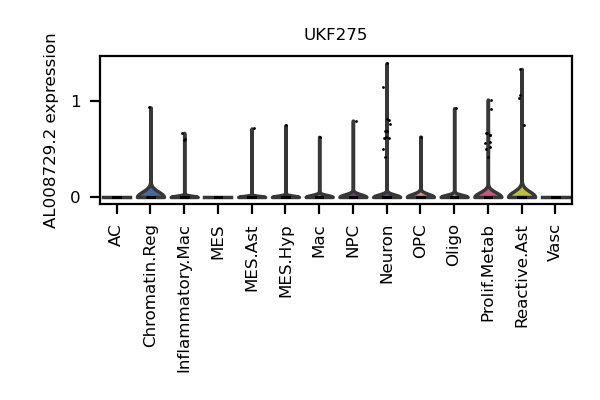 UKF275
AL008729.2 expression
1
0
AC
Chromatin.Reg
Inflammatory.Mac
MES
MES.Ast
MES.Hyp
Mac
NPC
Neuron
OPC
Oligo
Prolif.Metab
Reactive.Ast
Vasc